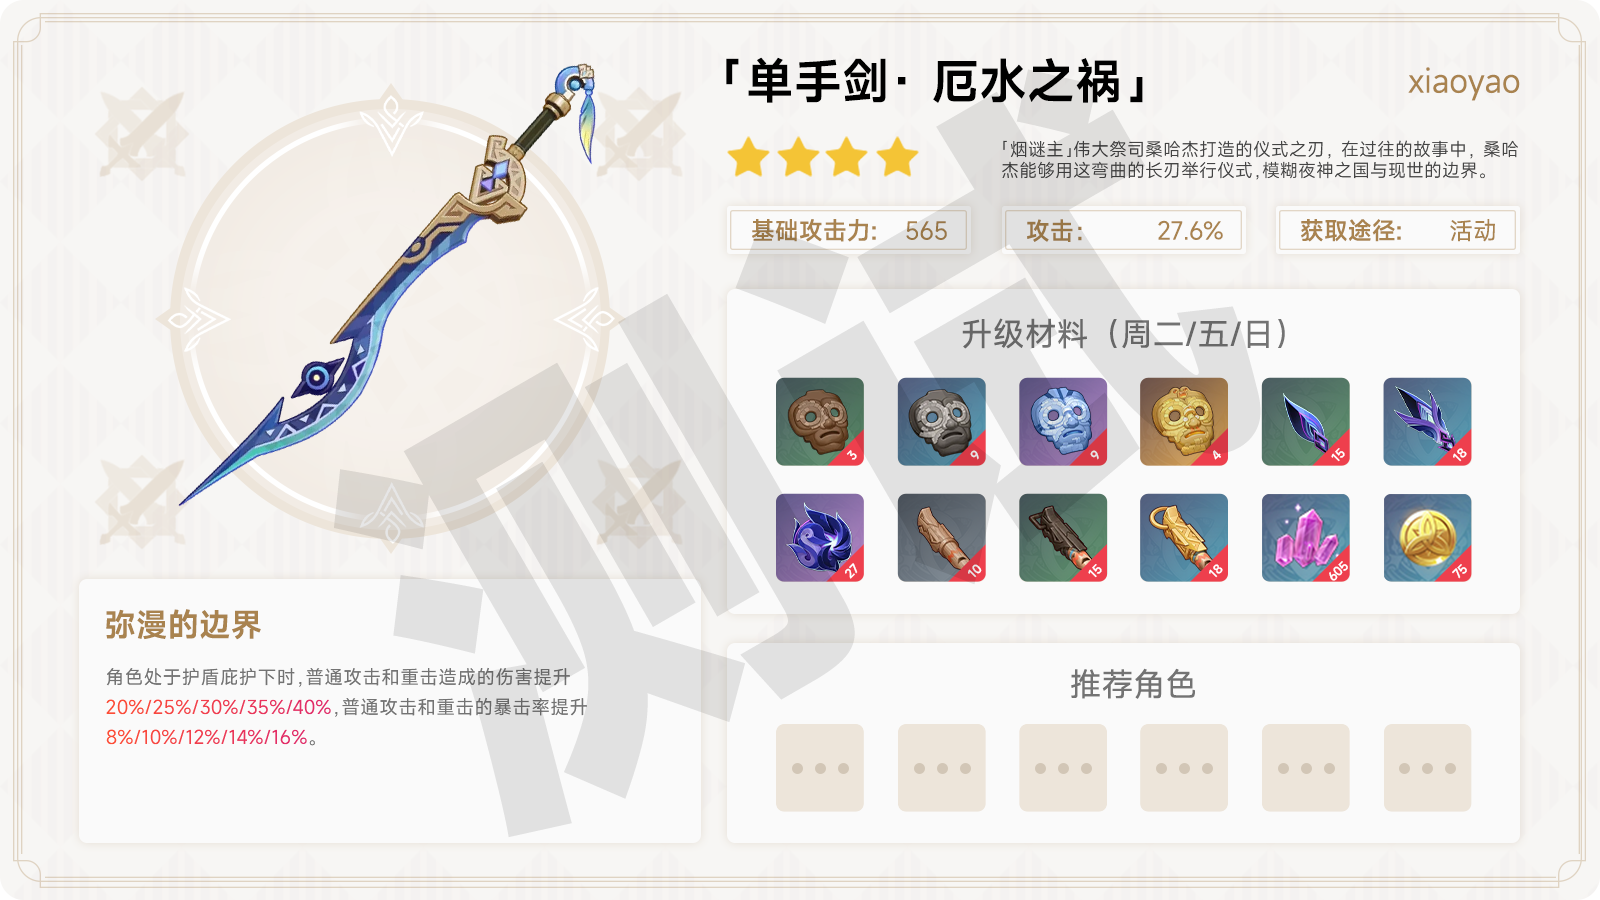 「单手剑· 厄水之祸」
xiaoyao
「烟谜主」伟大祭司桑哈杰打造的仪式之刃，在过往的故事中，桑哈
杰能够用这弯曲的长刃举行仪式,模糊夜神之国与现世的边界。
基础攻击力: 565
攻击: 27.6%
获取途径: 活动
升级材料（周二/五/日）
3 9 9 4 15 18
27 10 15 18 605 75
弥漫的边界
角色处于护盾庇护下时,普通攻击和重击造成的伤害提升
20%/25%/30%/35%/40%,普通攻击和重击的暴击率提升
8%/10%/12%/14%/16%。
推荐角色
测试